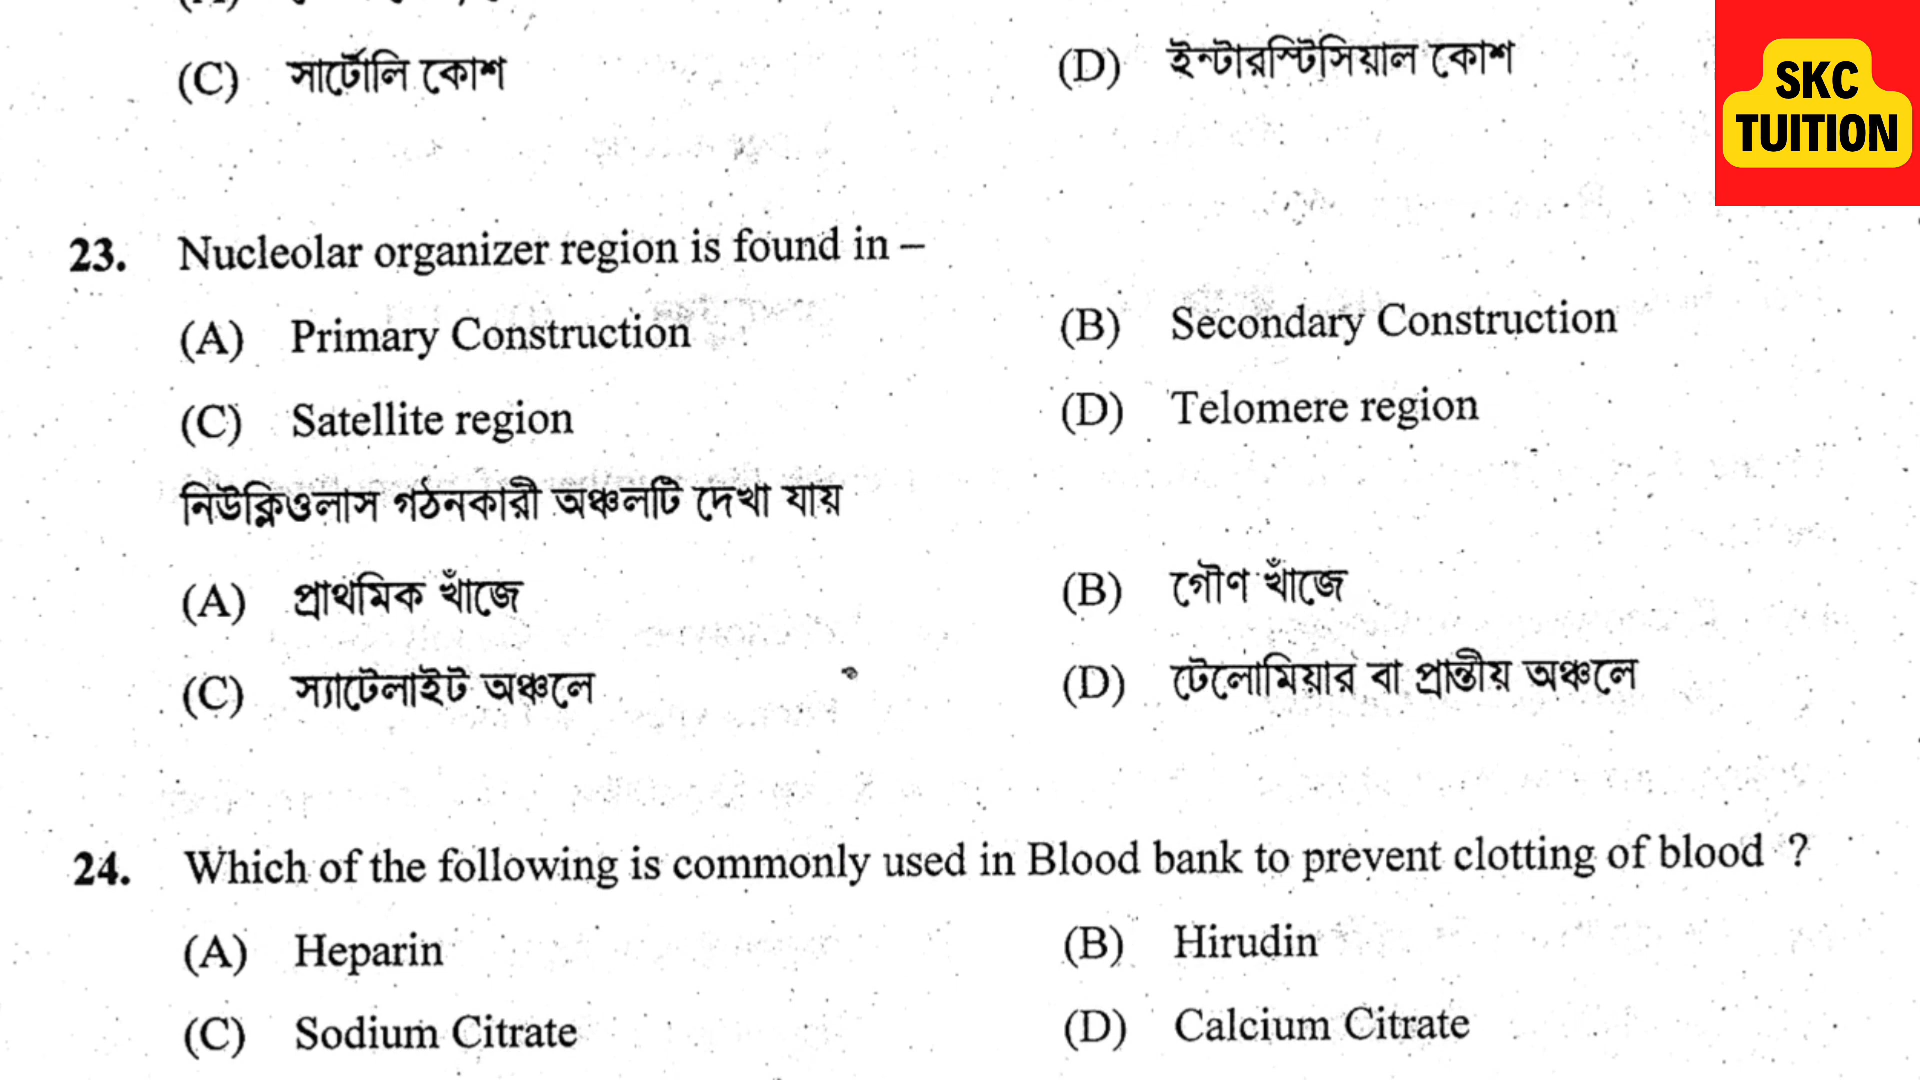 (C) সার্টোলি কোশ (D) ইন্টারস্টিসিয়াল কোশ
SKC
TUITION
23. Nucleolar organizer region is found in –
(A) Primary Construction (B) Secondary Construction
(C) Satellite region (D) Telomere region
নিউক্লিওলাস গঠনকারী অঞ্চলটি দেখা যায়
(A) প্রাথমিক খাঁজে (B) গৌণ খাঁজে
(C) স্যাটেলাইট অঞ্চলে (D) টেলোমিয়ার বা প্রান্তীয় অঞ্চলে
24. Which of the following is commonly used in Blood bank to prevent clotting of blood ?
(A) Heparin (B) Hirudin
(C) Sodium Citrate (D) Calcium Citrate